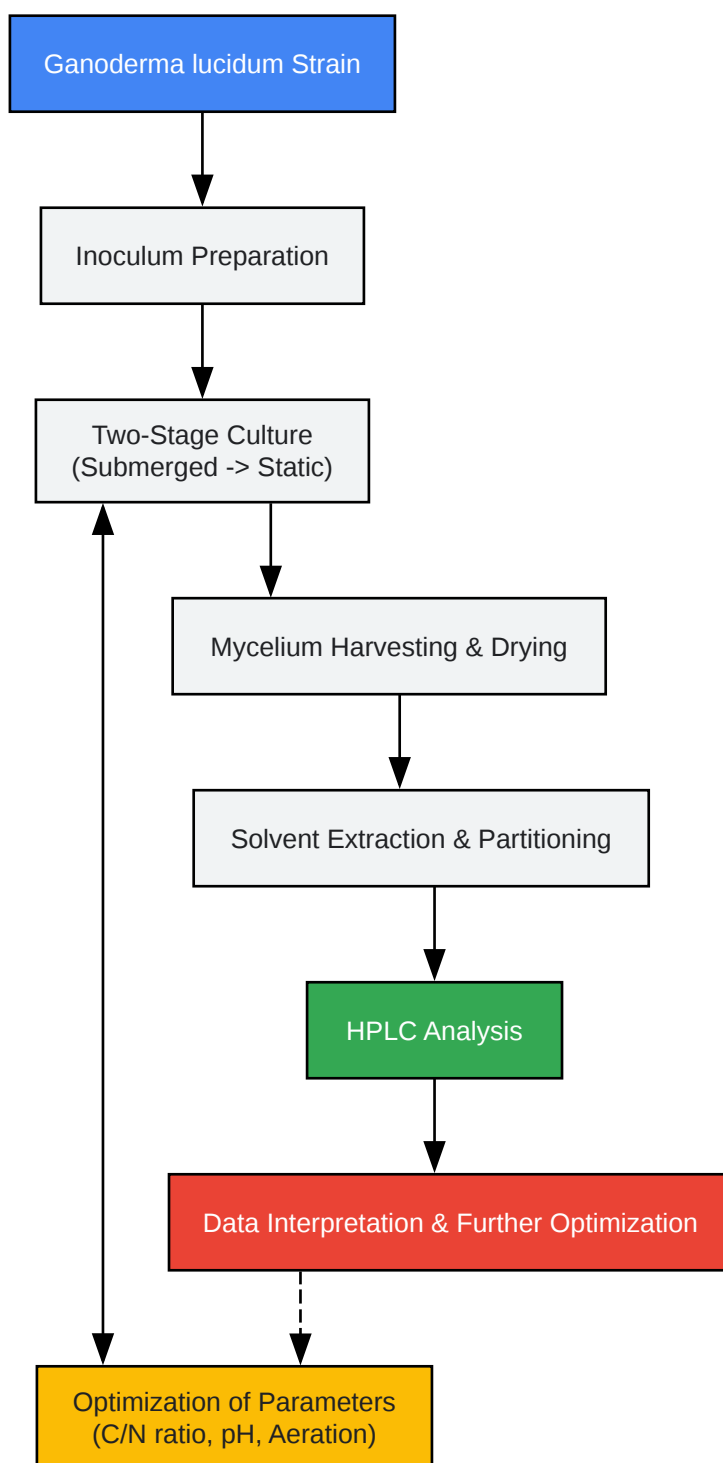 Ganoderma lucidum Strain
Inoculum Preparation
Two-Stage Culture
(Submerged -> Static)
Mycelium Harvesting & Drying
Solvent Extraction & Partitioning
HPLC Analysis
Data Interpretation & Further Optimization
Optimization of Parameters
(C/N ratio, pH, Aeration)